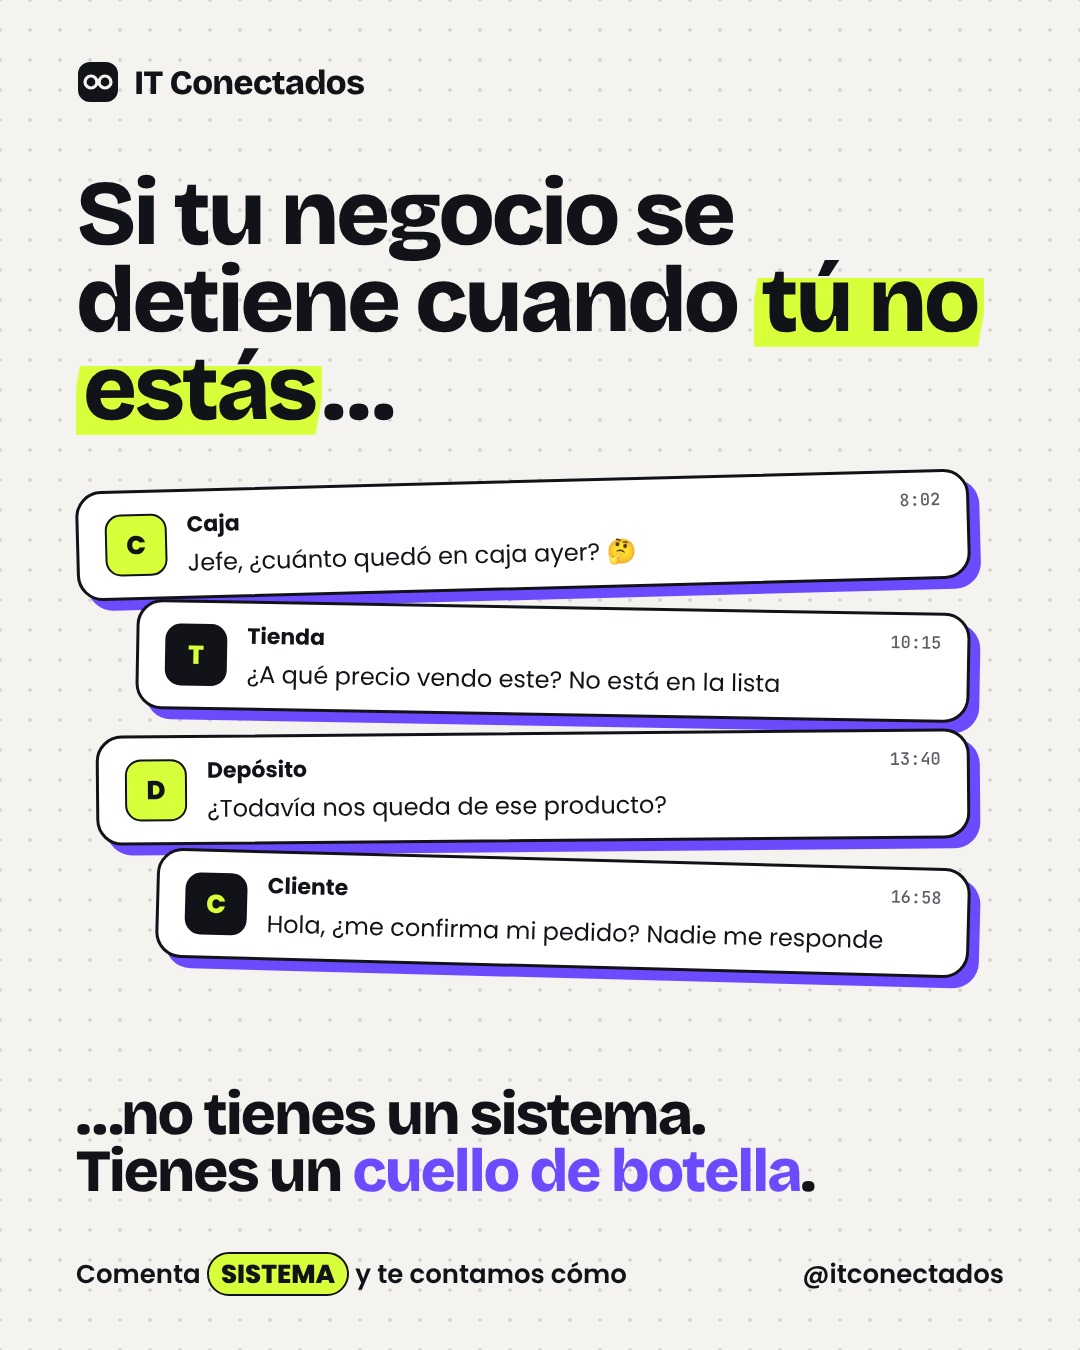 IT Conectados
Si tu negocio se
detiene cuando tú no
estás...
8:02
C
Caja
Jefe, ¿cuánto quedó en caja ayer? 🤔
T
Tienda
10:15
¿A qué precio vendo este? No está en la lista
13:40
D
Depósito
¿Todavía nos queda de ese producto?
C
Cliente
16:58
Hola, ¿me confirma mi pedido? Nadie me responde
...no tienes un sistema.
Tienes un cuello de botella.
Comenta SISTEMA y te contamos cómo
@itconectados